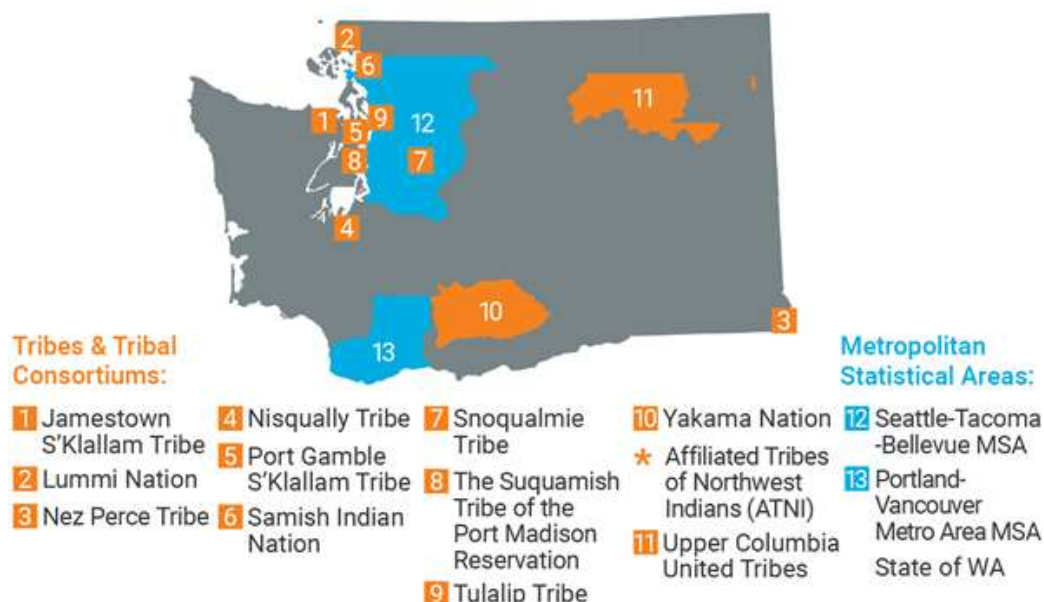 2
6
1
9
5
12
11
8
7
4
10
3
13
Tribes & Tribal
Consortiums:
1 Jamestown
S'Klallam Tribe
2 Lummi Nation
3 Nez Perce Tribe
4 Nisqually Tribe
5 Port Gamble
S'Klallam Tribe
6 Samish Indian
Nation
7 Snoqualmie
Tribe
8 The Suquamish
Tribe of the
Port Madison
Reservation
9 Tulalip Tribe
10 Yakama Nation
* Affiliated Tribes
of Northwest
Indians (ATNI)
11 Upper Columbia
United Tribes
Metropolitan
Statistical Areas:
12 Seattle-Tacoma
-Bellevue MSA
13 Portland-
Vancouver
Metro Area MSA
State of WA